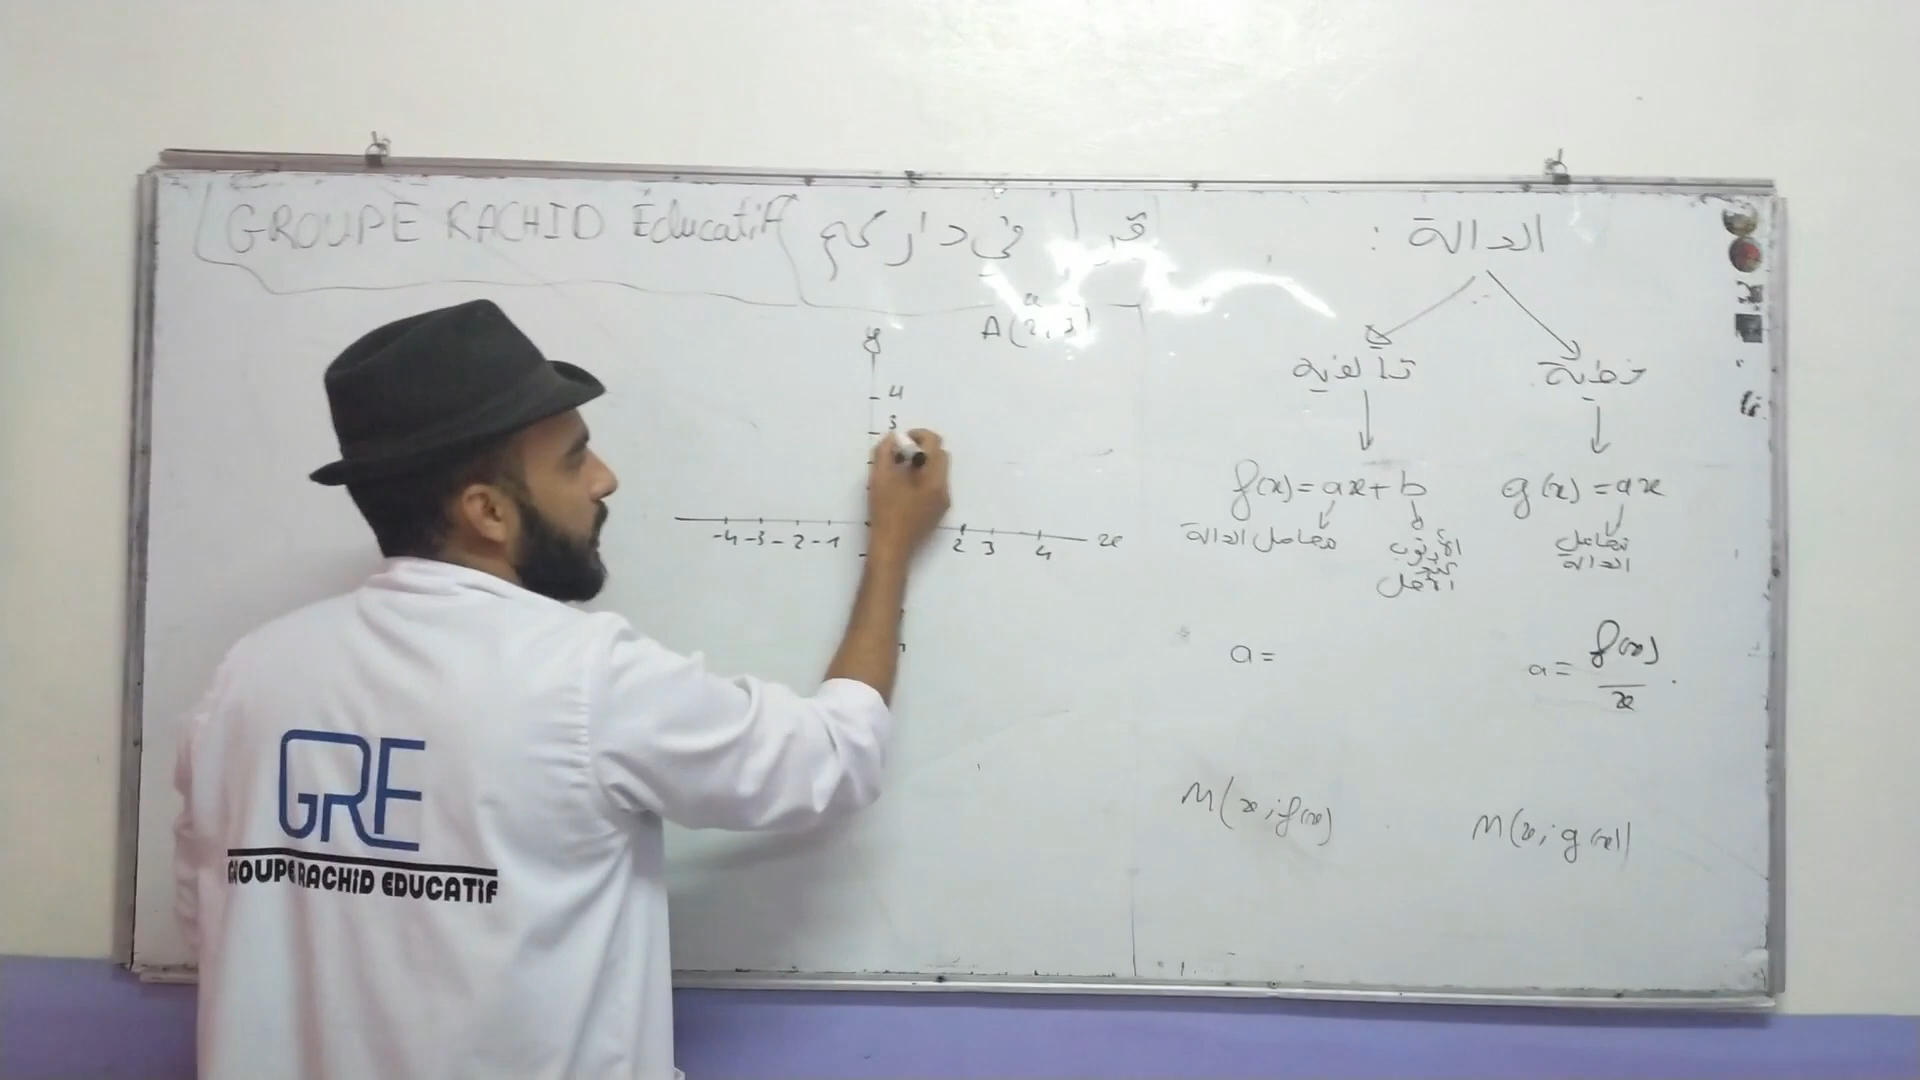 GROUPE RACHID Éducatif
قرا في داركم
الدالة :
تآلفية
خطية
f(x) = ax + b
g(x) = ax
معامل الدالة
الأرتوب
عند
الأصل
معامل
الدالة
a =
a = f(x)/x
M(x; f(x))
M(x; g(x))
A(2; 3)
x
y
4
3
-4 -3 -2 -1
2 3 4 x
GRE
GROUPE RACHID EDUCATIF